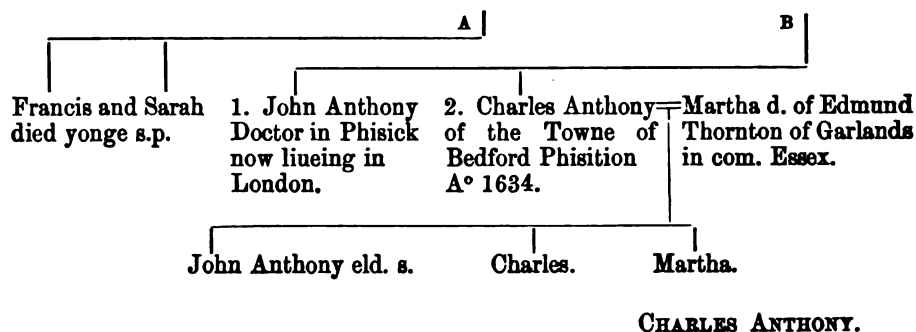 A B
Francis and Sarah
died yonge s.p.
1. John Anthony
Doctor in Phisick
now liueing in
London.
2. Charles Anthony
of the Towne of
Bedford Phisition
Aº 1634.
Martha d. of Edmund
Thornton of Garlands
in com. Essex.
John Anthony eld. s. Charles. Martha.
CHARLES ANTHONY.